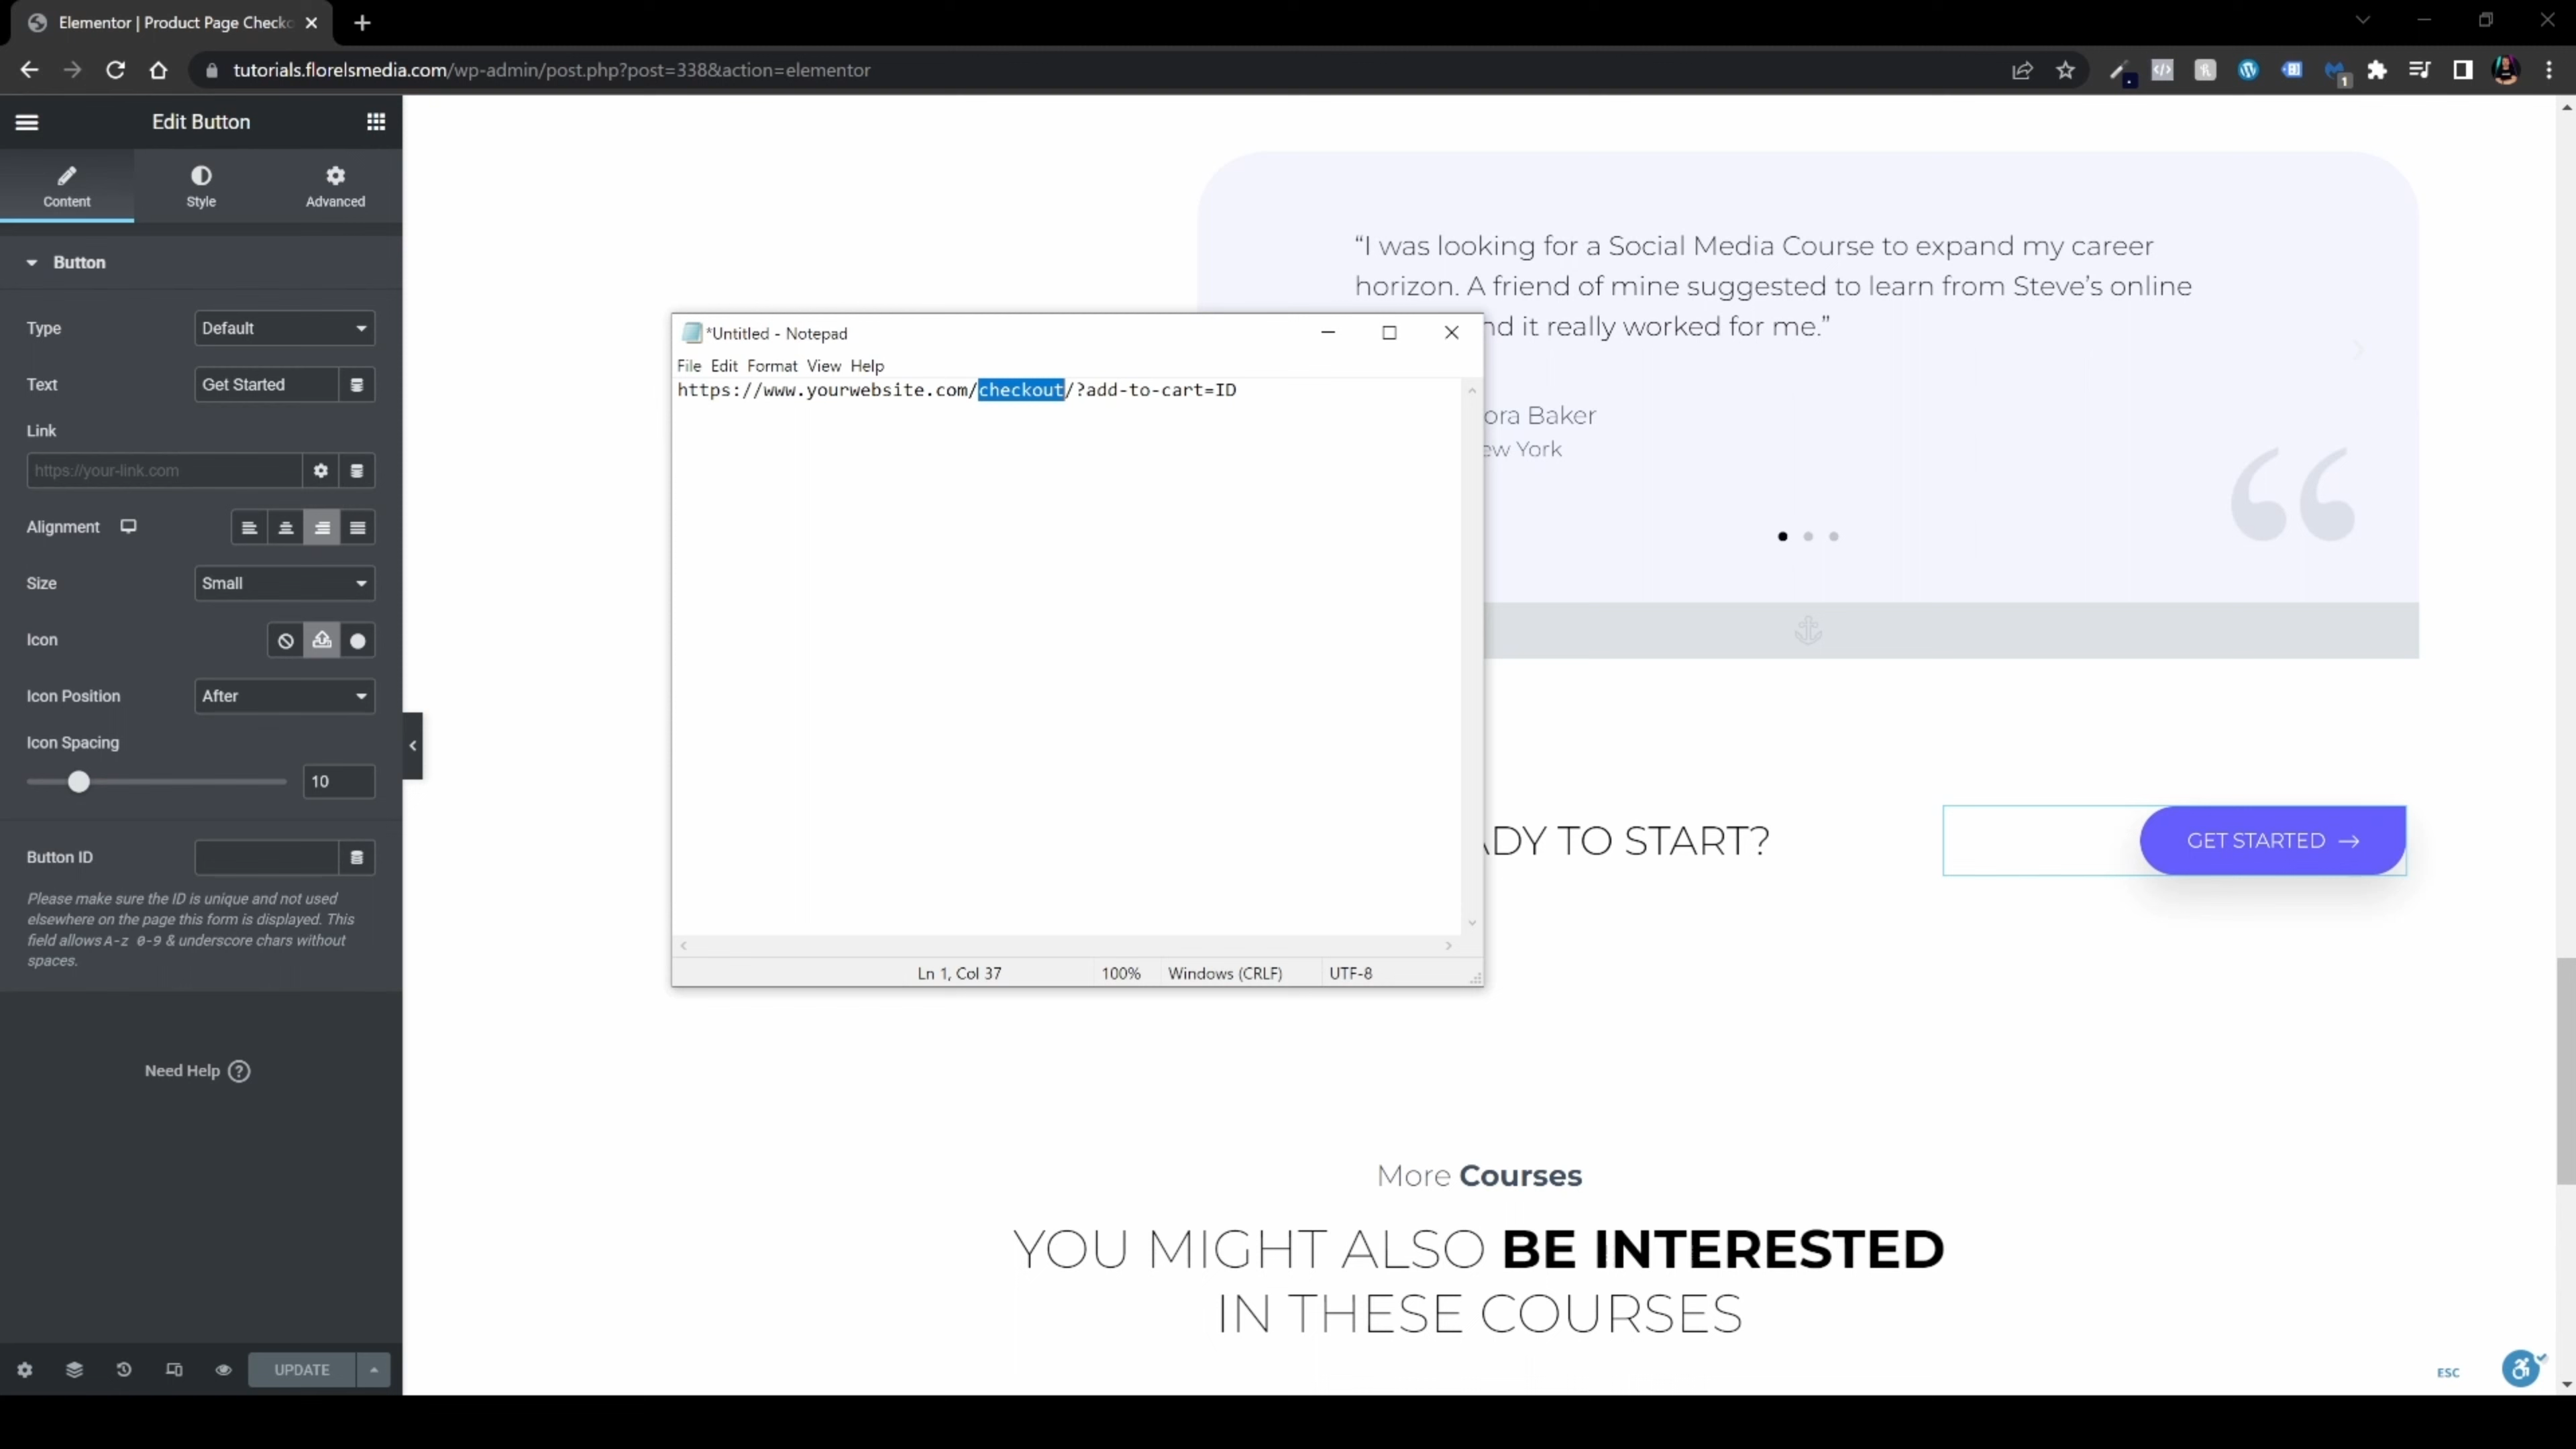 Elementor | Product Page Checko
tutorials.florelsmedia.com/wp-admin/post.php?post=338&action=elementor
1
Edit Button
Content
Style
Advanced
Button
Type
Default
Text
Get Started
Link
https://your-link.com
Alignment
Size
Small
Icon
Icon Position
After
Icon Spacing
10
Button ID
Please make sure the ID is unique and not used
elsewhere on the page this form is displayed. This
field allows A-z 0-9 & underscore chars without
spaces.
Need Help
UPDATE
*Untitled - Notepad
File Edit Format View Help
https://www.yourwebsite.com/checkout/?add-to-cart=ID
Ln 1, Col 37
100%
Windows (CRLF)
UTF-8
“I was looking for a Social Media Course to expand my career
horizon. A friend of mine suggested to learn from Steve’s online
nd it really worked for me.”
ora Baker
ew York
ADY TO START?
GET STARTED
More Courses
YOU MIGHT ALSO BE INTERESTED
IN THESE COURSES
ESC